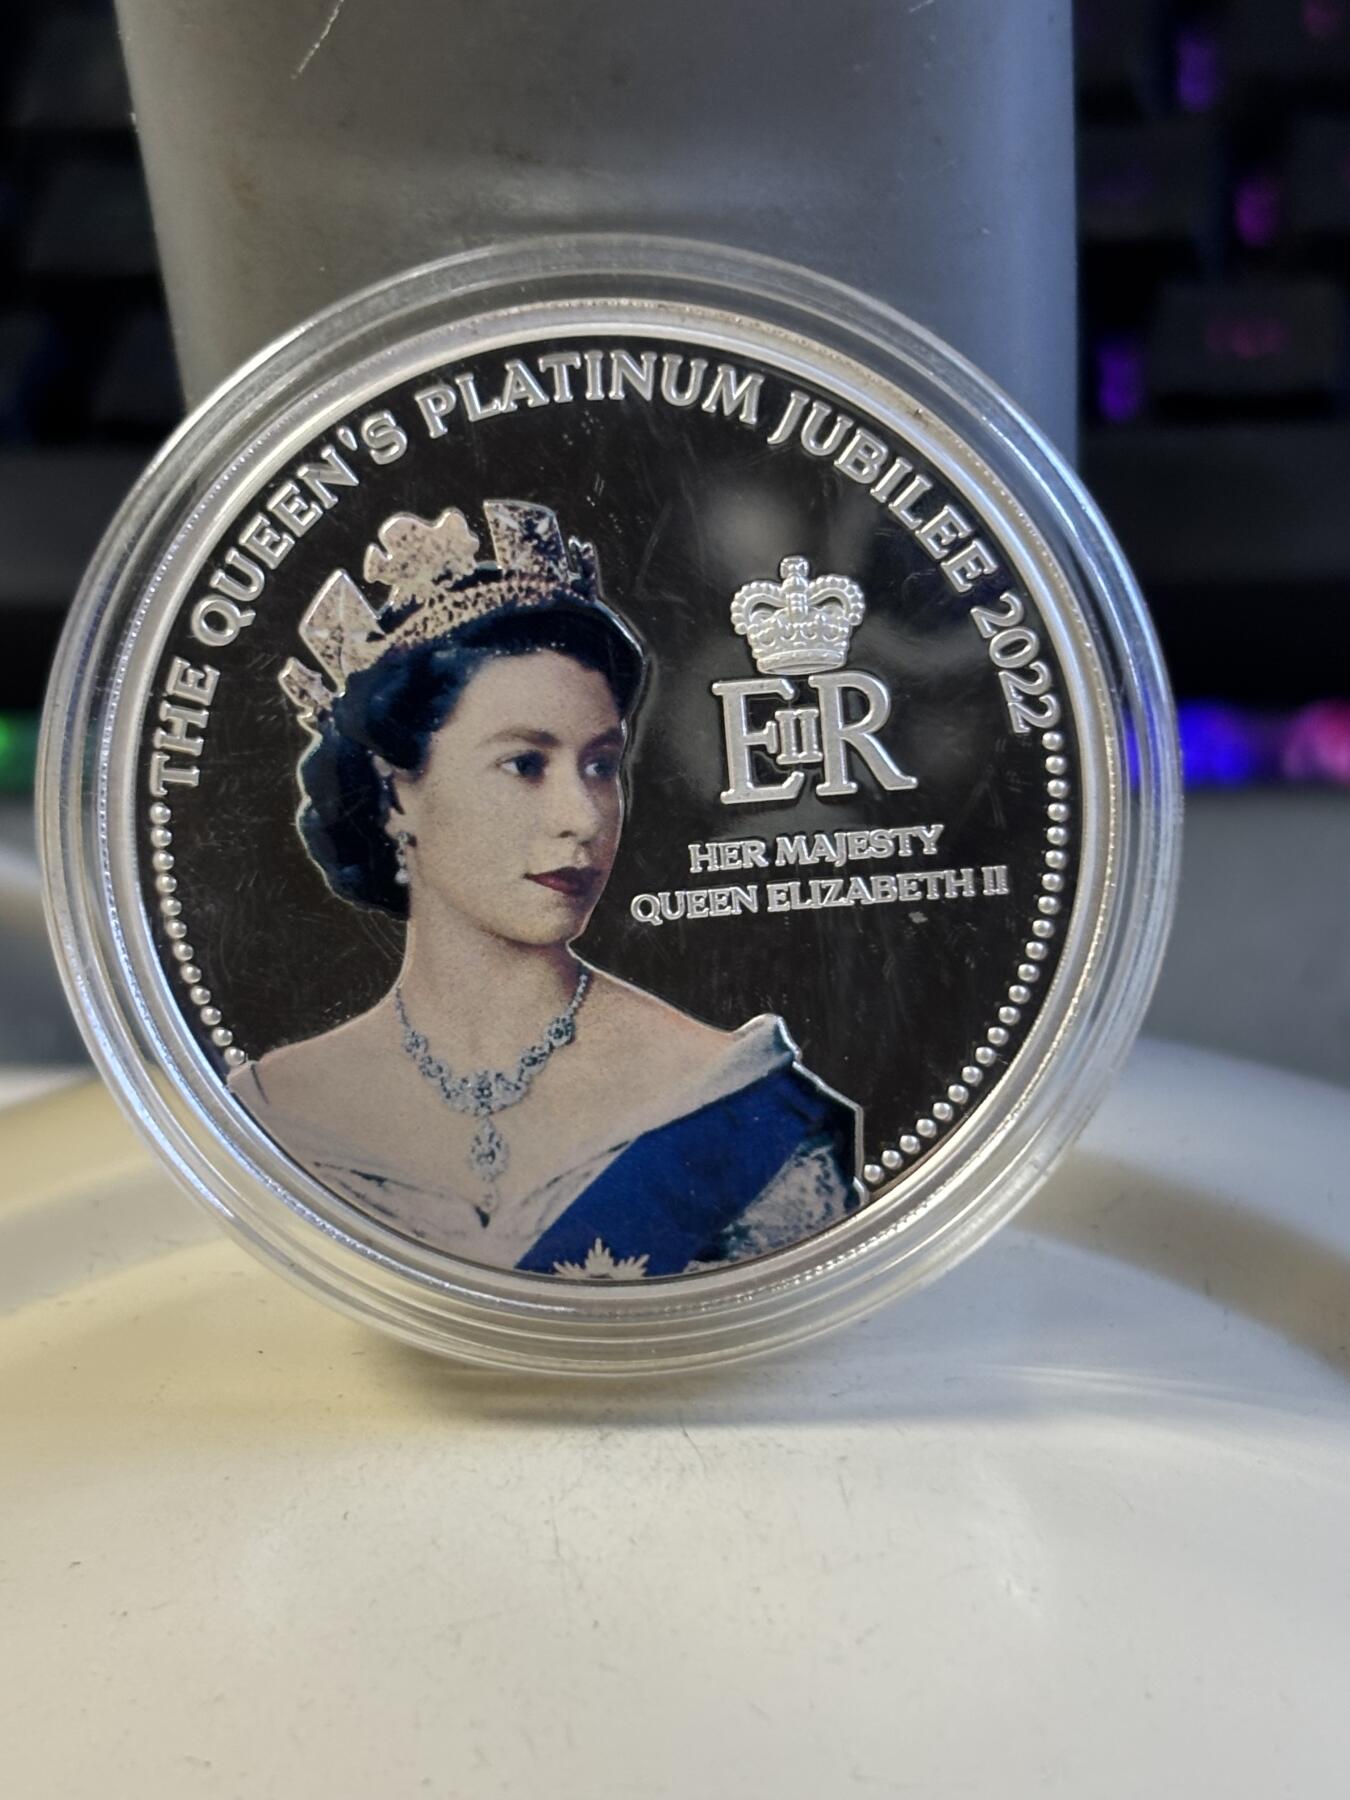 THE QUEEN'S PLATINUM JUBILEE 2022
EIIR
HER MAJESTY
QUEEN ELIZABETH II